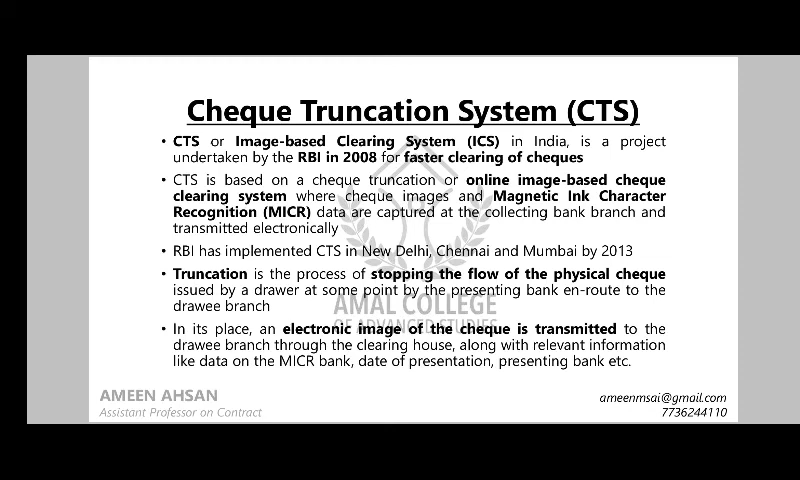 Cheque Truncation System (CTS)
• CTS or Image-based Clearing System (ICS) in India, is a project
undertaken by the RBI in 2008 for faster clearing of cheques
• CTS is based on a cheque truncation or online image-based cheque
clearing system where cheque images and Magnetic Ink Character
Recognition (MICR) data are captured at the collecting bank branch and
transmitted electronically
• RBI has implemented CTS in New Delhi, Chennai and Mumbai by 2013
• Truncation is the process of stopping the flow of the physical cheque
issued by a drawer at some point by the presenting bank en-route to the
drawee branch
AMAL COLLEGE
OF ADVANCED STUDIES
• In its place, an electronic image of the cheque is transmitted to the
drawee branch through the clearing house, along with relevant information
like data on the MICR bank, date of presentation, presenting bank etc.
AMEEN AHSAN
Assistant Professor on Contract
ameenmsai@gmail.com
7736244110